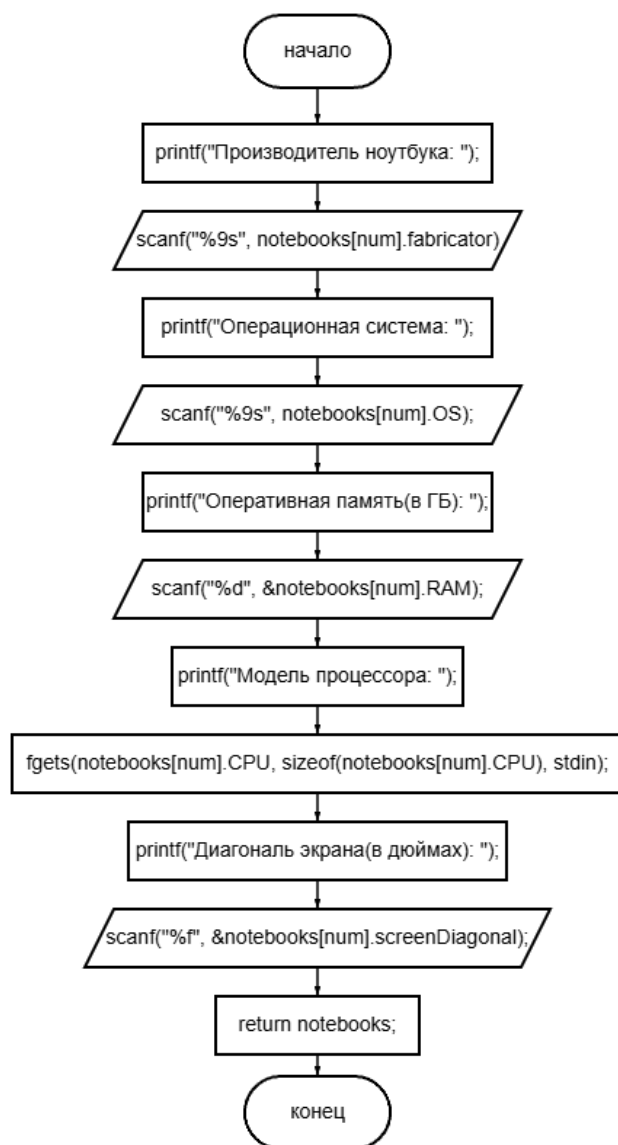 начало
printf("Производитель ноутбука: ");
scanf("%9s", notebooks[num].fabricator)
printf("Операционная система: ");
scanf("%9s", notebooks[num].OS);
printf("Оперативная память(в ГБ): ");
scanf("%d", &notebooks[num].RAM);
printf("Модель процессора: ");
fgets(notebooks[num].CPU, sizeof(notebooks[num].CPU), stdin);
printf("Диагональ экрана(в дюймах): ");
scanf("%f", &notebooks[num].screenDiagonal);
return notebooks;
конец